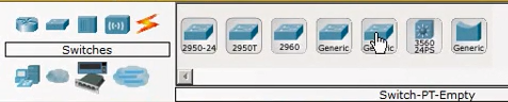 Switches
2950-24
2950T
2960
Generic
Generic
3560
24PS
Generic
Switch-PT-Empty